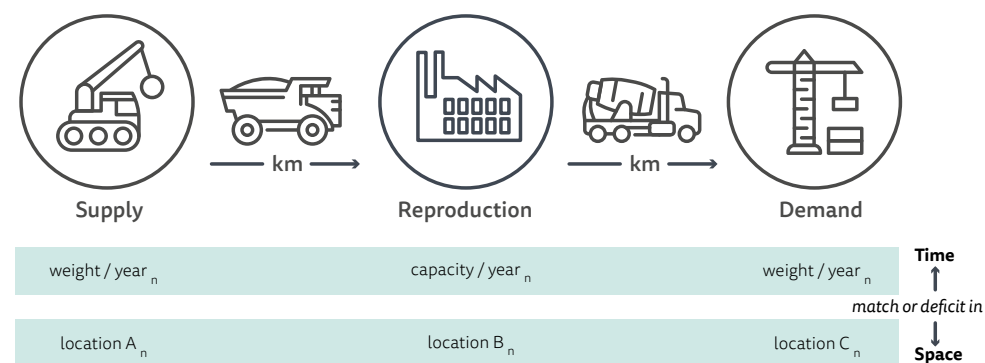 km km
Supply Reproduction Demand
weight / year n capacity / year n weight / year n
Time
match or deficit in
location A n location B n location C n
Space